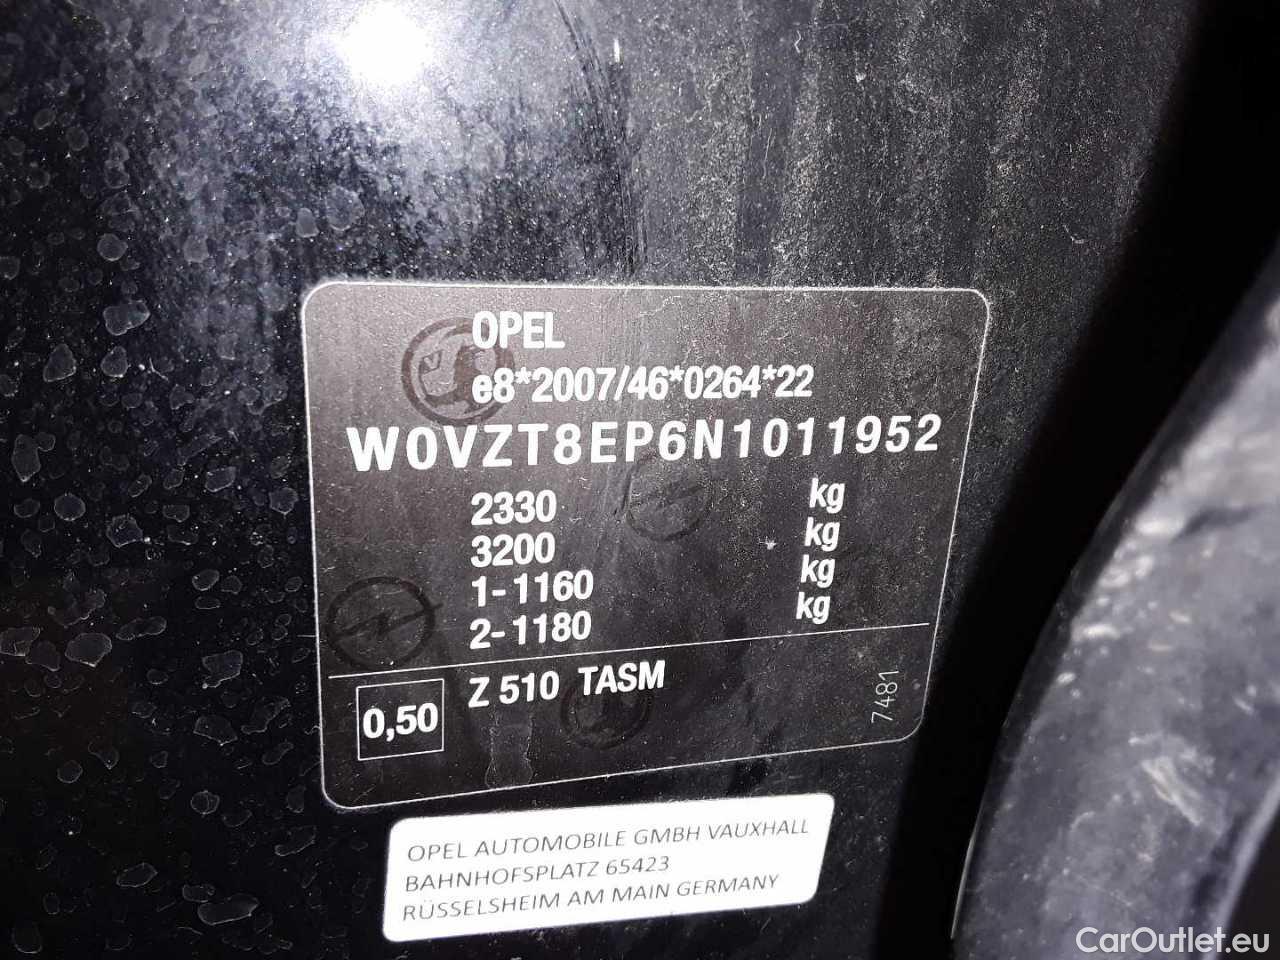 OPEL
e8*2007/46*0264*22
W0VZT8EP6N1011952
2330 kg
3200 kg
1-1160 kg
2-1180 kg
0,50 Z 510 TASM
7481
OPEL AUTOMOBILE GMBH VAUXHALL
BAHNHOFSPLATZ 65423
RÜSSELSHEIM AM MAIN GERMANY
CarOutlet.eu